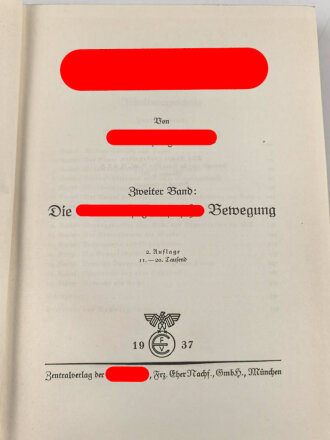 Von
Zweiter Band:
Die Bewegung
2. Auflage
11.—20. Tausend
19 37
Zentralverlag der , Frz. Eher Nachf., GmbH., München